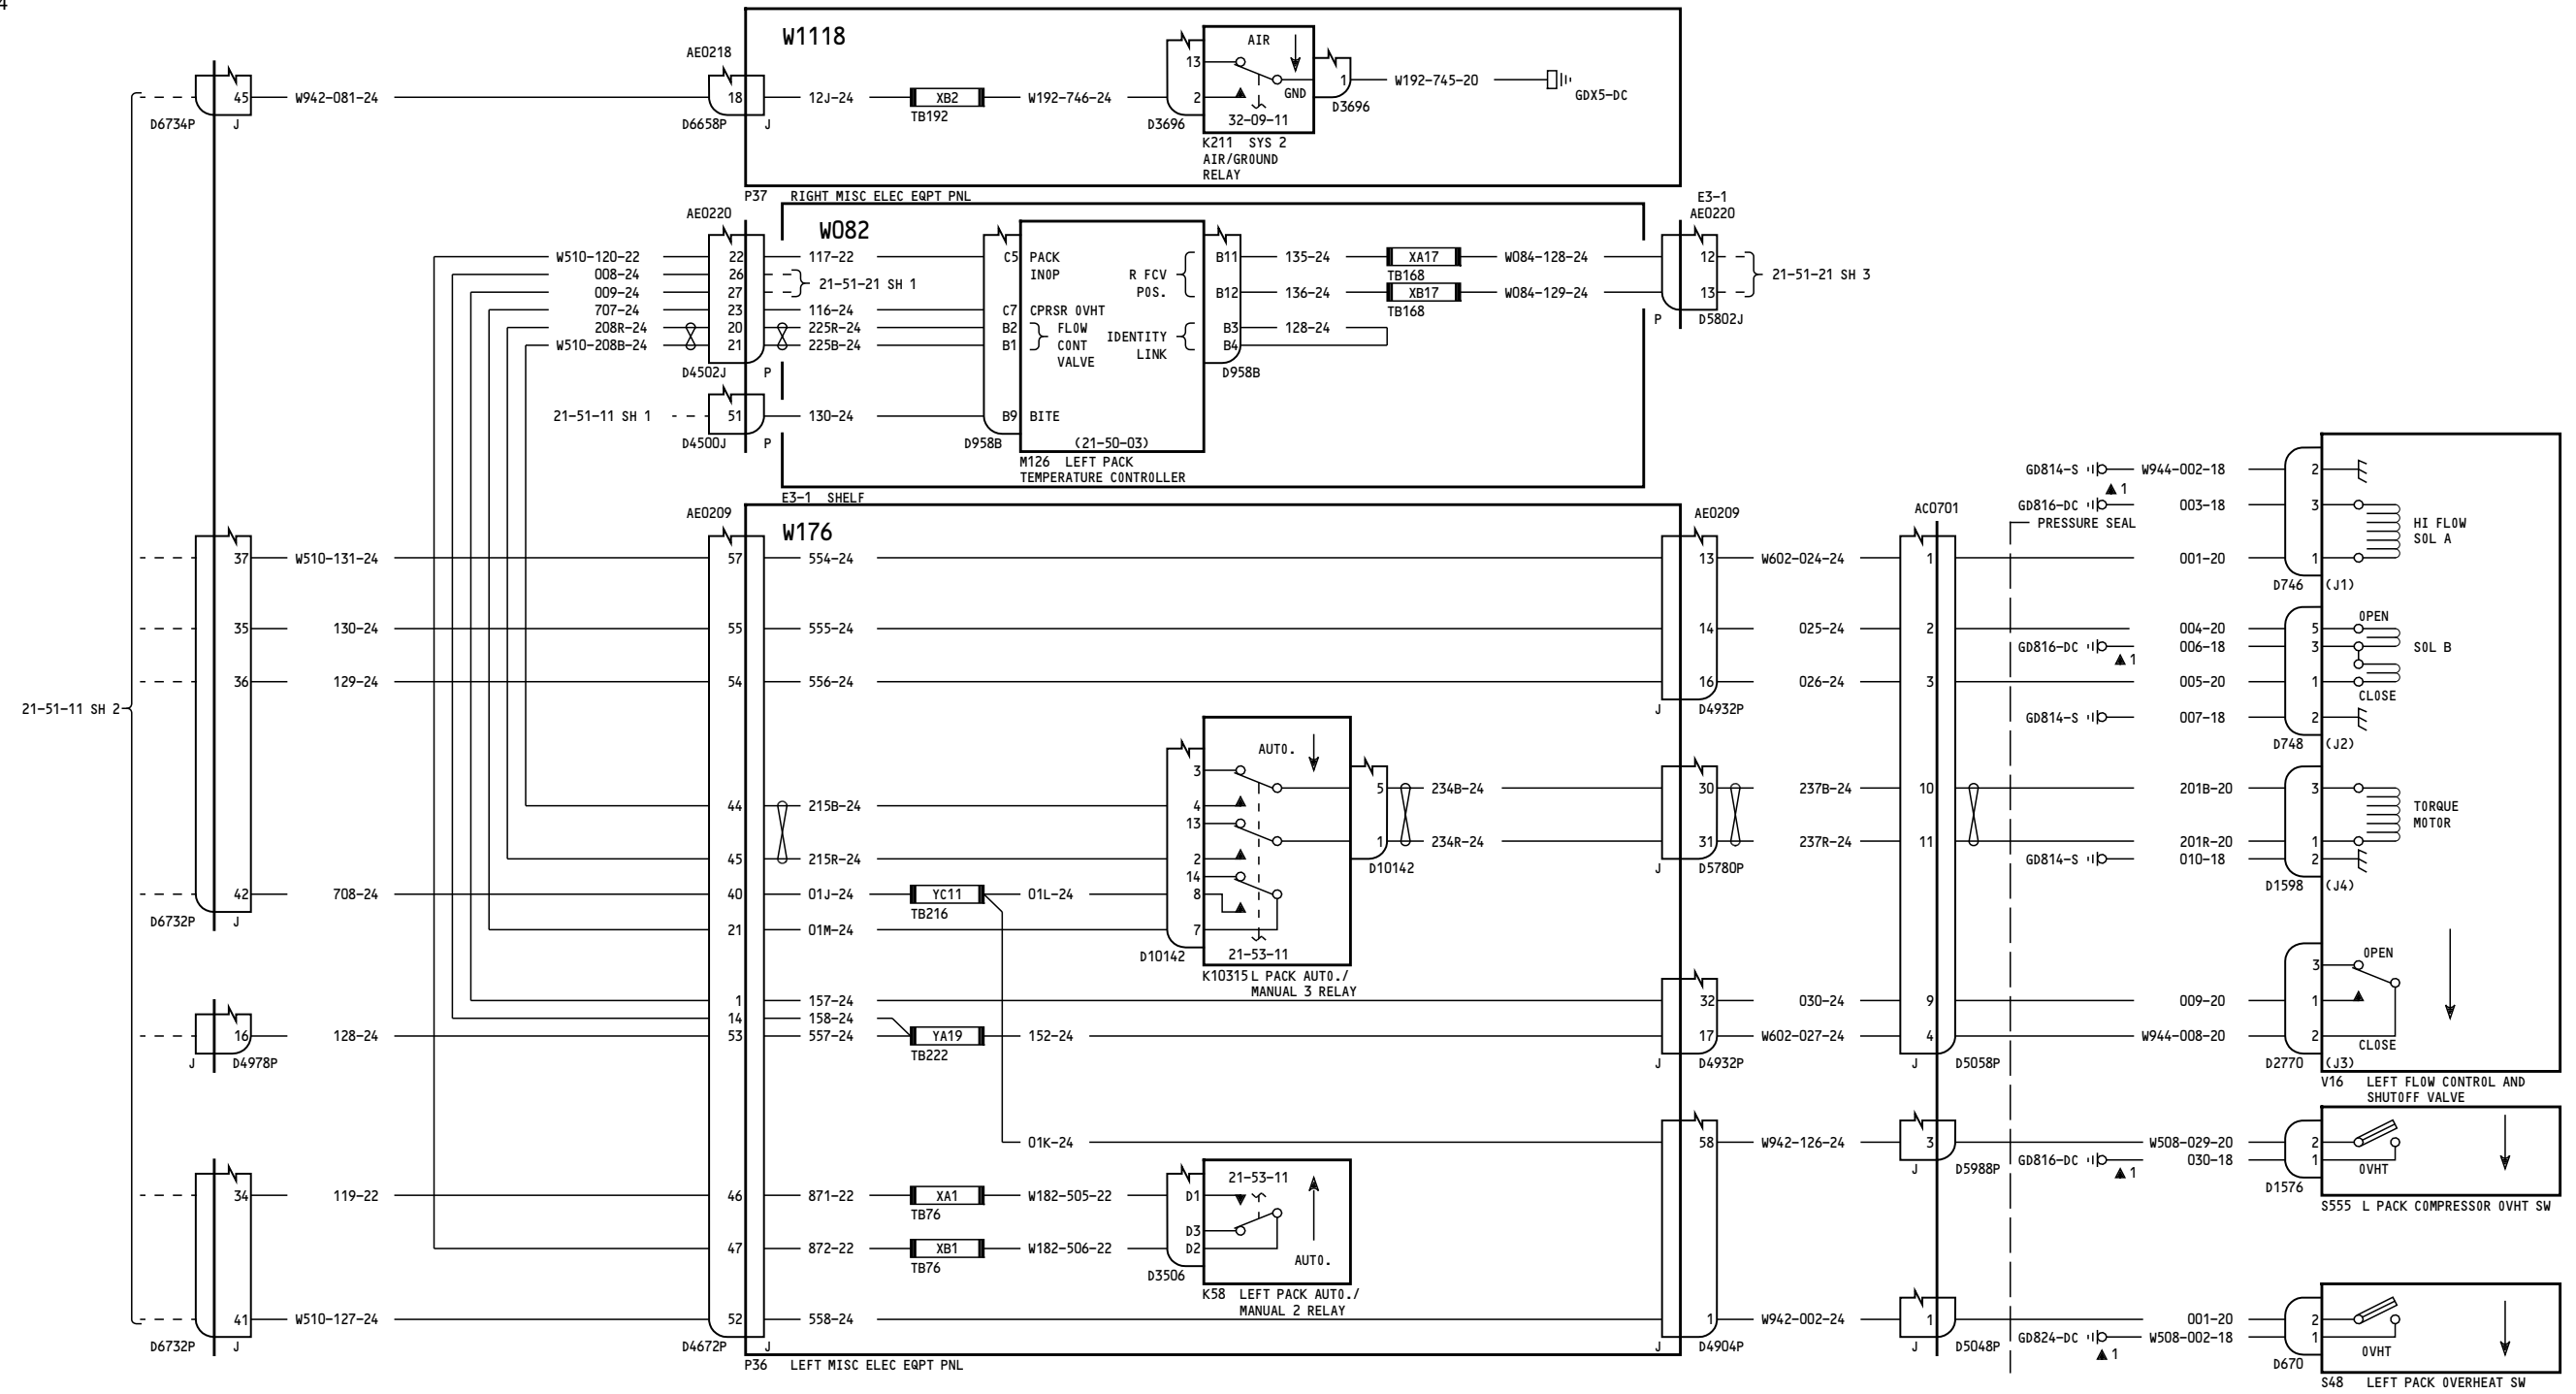 4
W1118
AE0218
AIR
45 W942-081-24 18 12J-24 XB2 W192-746-24 13 2 1 W192-745-20
GND
GDX5-DC
D6734P J D6658P J TB192 D3696 32-09-11 D3696
K211 SYS 2
AIR/GROUND
RELAY
P37 RIGHT MISC ELEC EQPT PNL
E3-1
AE0220 W082 AE0220
W510-120-22 22 117-22 C5 PACK B11 135-24 XA17 W084-128-24 12
008-24 26 INOP R FCV TB168
21-51-21 SH 1 21-51-21 SH 3
009-24 27 POS. B12 136-24 XB17 W084-129-24 13
707-24 23 116-24 C7 CPRSR OVHT TB168
P D5802J
208R-24 20 225R-24 B2 FLOW IDENTITY B3 128-24
W510-208B-24 21 225B-24 B1 CONT LINK B4
VALVE
D4502J P D958B
21-51-11 SH 1 51 130-24 B9 BITE
D4500J P D958B (21-50-03)
M126 LEFT PACK
TEMPERATURE CONTROLLER
E3-1 SHELF
GD814-S W944-002-18 2
1
AE0209 W176 AE0209 AC0701 GD816-DC 003-18 3
PRESSURE SEAL
HI FLOW
SOL A
37 W510-131-24 57 554-24 13 W602-024-24 1 001-20 1
D746 (J1)
OPEN
35 130-24 55 555-24 14 025-24 2 004-20 5
GD816-DC 006-18 3 SOL B
1
36 129-24 54 556-24 16 026-24 3 005-20 1
CLOSE
21-51-11 SH 2
J D4932P
GD814-S 007-18 2
D748 (J2)
AUTO.
3
5 234B-24 30 237B-24 10 201B-20 3
44 215B-24 4
TORQUE
MOTOR
13
1 234R-24 31 237R-24 11 201R-20 1
45 215R-24 2
GD814-S 010-18 2
D10142 J D5780P
14
D1598 (J4)
42 708-24 40 01J-24 YC11 01L-24 8
D6732P J TB216
21 01M-24 7
D10142 21-53-11
K10315 L PACK AUTO./
MANUAL 3 RELAY
OPEN
3
1 157-24 32 030-24 9 009-20 1
14 158-24
16 128-24 53 557-24 YA19 152-24 17 W602-027-24 4 W944-008-20 2
CLOSE
J D4978P TB222 J D4932P J D5058P D2770 (J3)
V16 LEFT FLOW CONTROL AND
SHUTOFF VALVE
01K-24 58 W942-126-24 3 W508-029-20 2
GD816-DC 030-18 1
OVHT
J D5988P 1
D1576
S555 L PACK COMPRESSOR OVHT SW
21-53-11
34 119-22 46 871-22 XA1 W182-505-22 D1
TB76
D3
47 872-22 XB1 W182-506-22 D2
AUTO.
TB76 D3506
K58 LEFT PACK AUTO./
MANUAL 2 RELAY
41 W510-127-24 52 558-24 1 W942-002-24 1 001-20 2
GD824-DC W508-002-18 1
D6732P J D4672P J J D4904P J D5048P
1
OVHT
D670
P36 LEFT MISC ELEC EQPT PNL
S48 LEFT PACK OVERHEAT SW